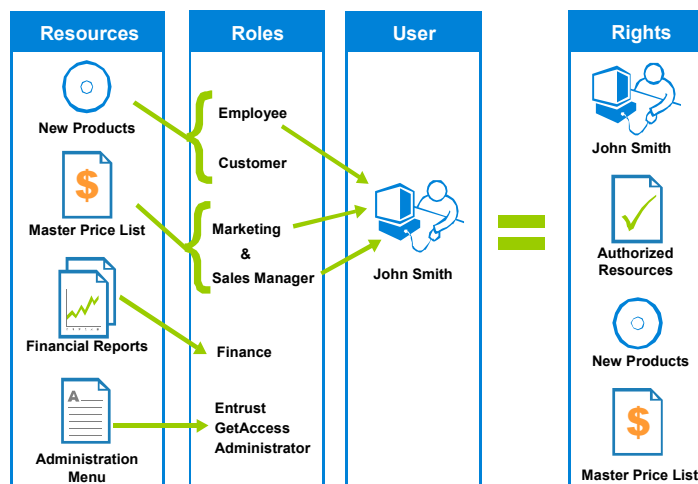 Resources
New Products
Master Price List
Financial Reports
A
Administration
Menu
Roles
Employee
Customer
Marketing
&
Sales Manager
Finance
Entrust
GetAccess
Administrator
User
John Smith
Rights
John Smith
Authorized
Resources
New Products
Master Price List